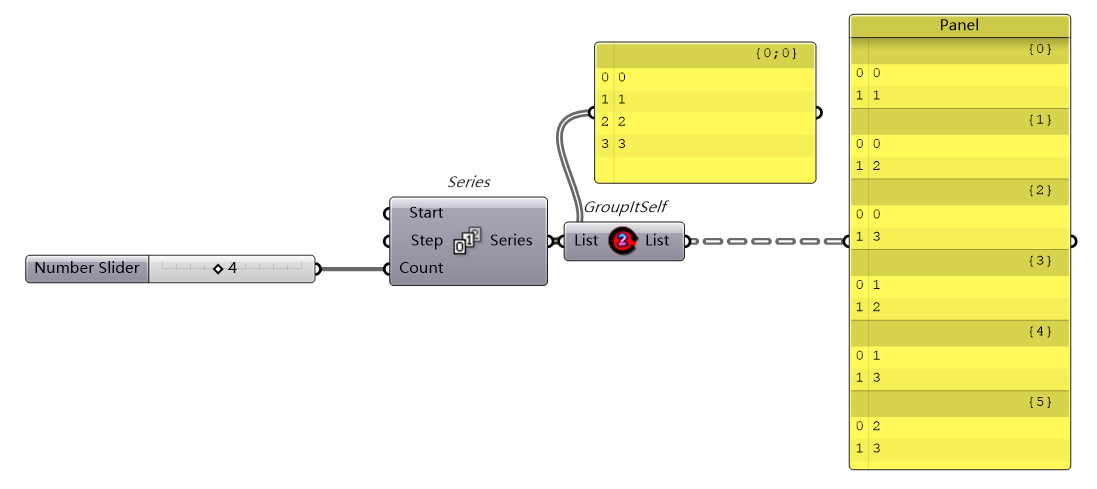 Panel
{0;0}
0 0
1 1
2 2
3 3
{0}
0 0
1 1
{1}
0 0
1 2
{2}
0 0
1 3
{3}
0 1
1 2
{4}
0 1
1 3
{5}
0 2
1 3
Series
Start
Step 012 Series
Count
GroupItSelf
List 2 List
Number Slider 4